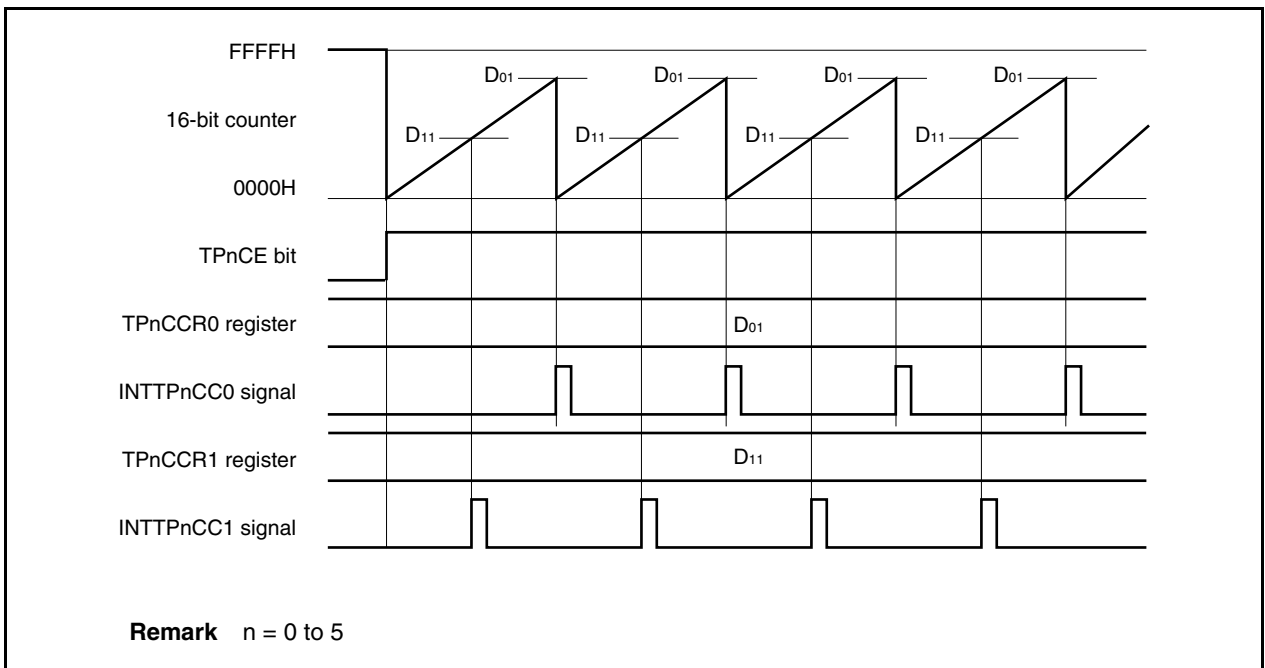 FFFFH
D01 D01 D01 D01
16-bit counter
D11 D11 D11 D11
0000H
TPnCE bit
TPnCCR0 register
D01
INTTPnCC0 signal
TPnCCR1 register
D11
INTTPnCC1 signal
Remark n = 0 to 5